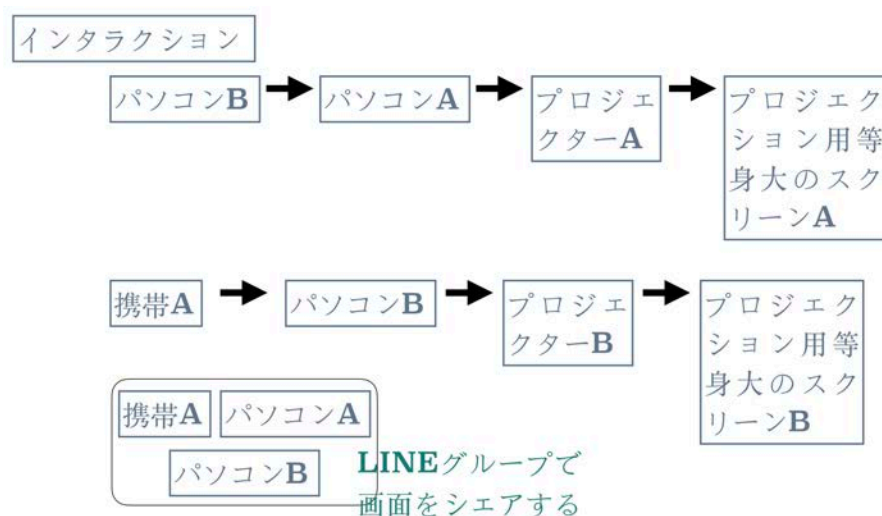 インタラクション
パソコンB
パソコンA
プロジェ
クターA
プロジェク
ション用等
身大のスク
リーンA
携帯A
パソコンB
プロジェ
クターB
プロジェク
ション用等
身大のスク
リーンB
携帯A
パソコンA
パソコンB
LINEグループで
画面をシェアする